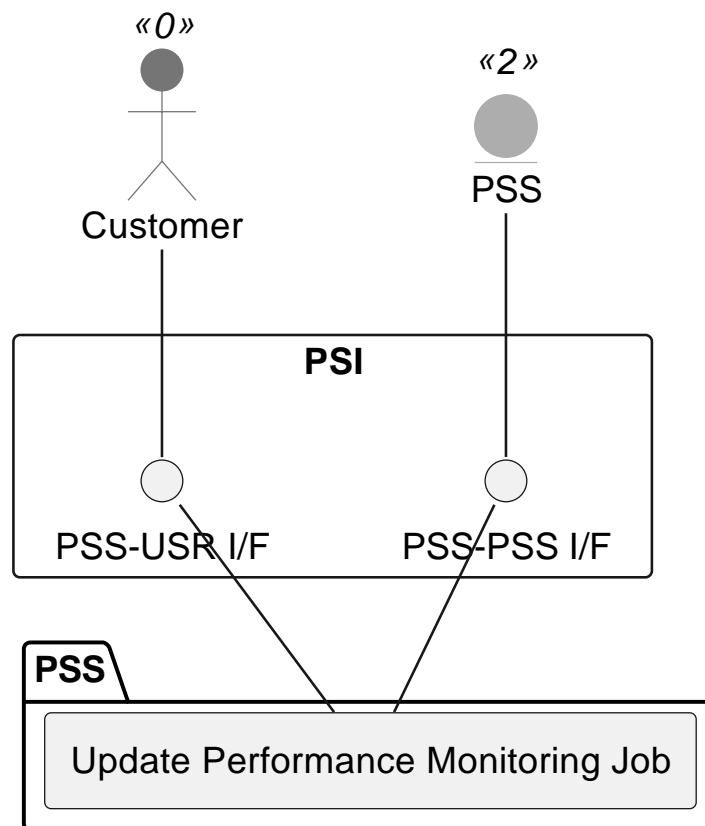 «0»
«2»
Customer
PSS
PSI
PSS-USR I/F
PSS-PSS I/F
PSS
Update Performance Monitoring Job